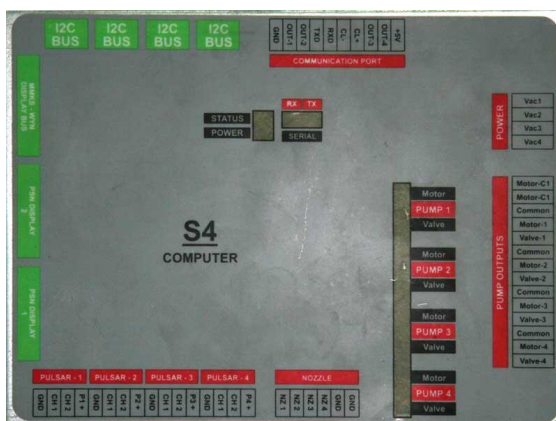 I2C BUS
I2C BUS
I2C BUS
I2C BUS
GND
OUT-1
OUT-2
TXD
RXD
CL-
CL+
OUT-3
OUT-4
+5V
COMMUNICATION PORT
MMKS - WYN DISPLAY BUS
PSN DISPLAY 2
PSN DISPLAY 1
STATUS
POWER
RX TX
SERIAL
POWER
Vac1
Vac2
Vac3
Vac4
S4
COMPUTER
Motor
PUMP 1
Valve
Motor
PUMP 2
Valve
Motor
PUMP 3
Valve
Motor
PUMP 4
Valve
PUMP OUTPUTS
Motor-C1
Motor-C1
Common
Motor-1
Valve-1
Common
Motor-2
Valve-2
Common
Motor-3
Valve-3
Common
Motor-4
Valve-4
PULSAR - 1
PULSAR - 2
PULSAR - 3
PULSAR - 4
GND
CH 1
CH 2
P1 +
GND
CH 1
CH 2
P2 +
GND
CH 1
CH 2
P3 +
GND
CH 1
CH 2
P4 +
NOZZLE
NZ 1
NZ 2
NZ 3
NZ 4
GND
GND